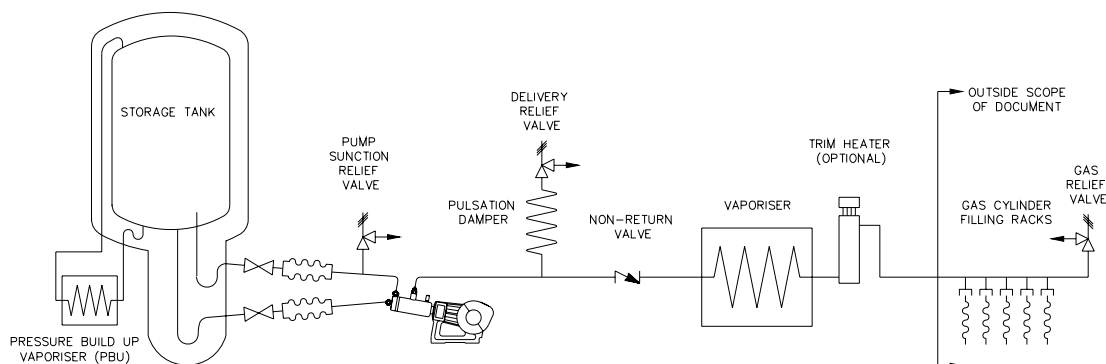 STORAGE TANK
PRESSURE BUILD UP
VAPORISER (PBU)
PUMP
SUNCTION
RELIEF
VALVE
DELIVERY
RELIEF
VALVE
PULSATION
DAMPER
NON-RETURN
VALVE
VAPORISER
TRIM HEATER
(OPTIONAL)
OUTSIDE SCOPE
OF DOCUMENT
GAS CYLINDER
FILLING RACKS
GAS
RELIEF
VALVE